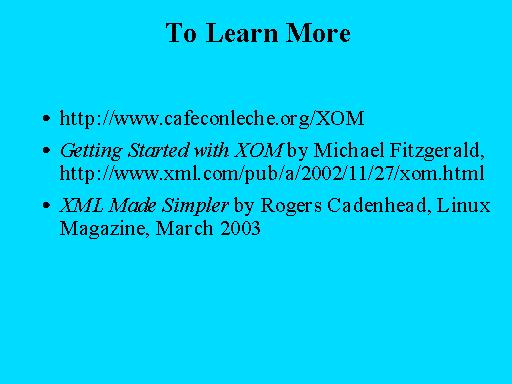 To Learn More
• http://www.cafeconleche.org/XOM
• Getting Started with XOM by Michael Fitzgerald,
http://www.xml.com/pub/a/2002/11/27/xom.html
• XML Made Simpler by Rogers Cadenhead, Linux
Magazine, March 2003